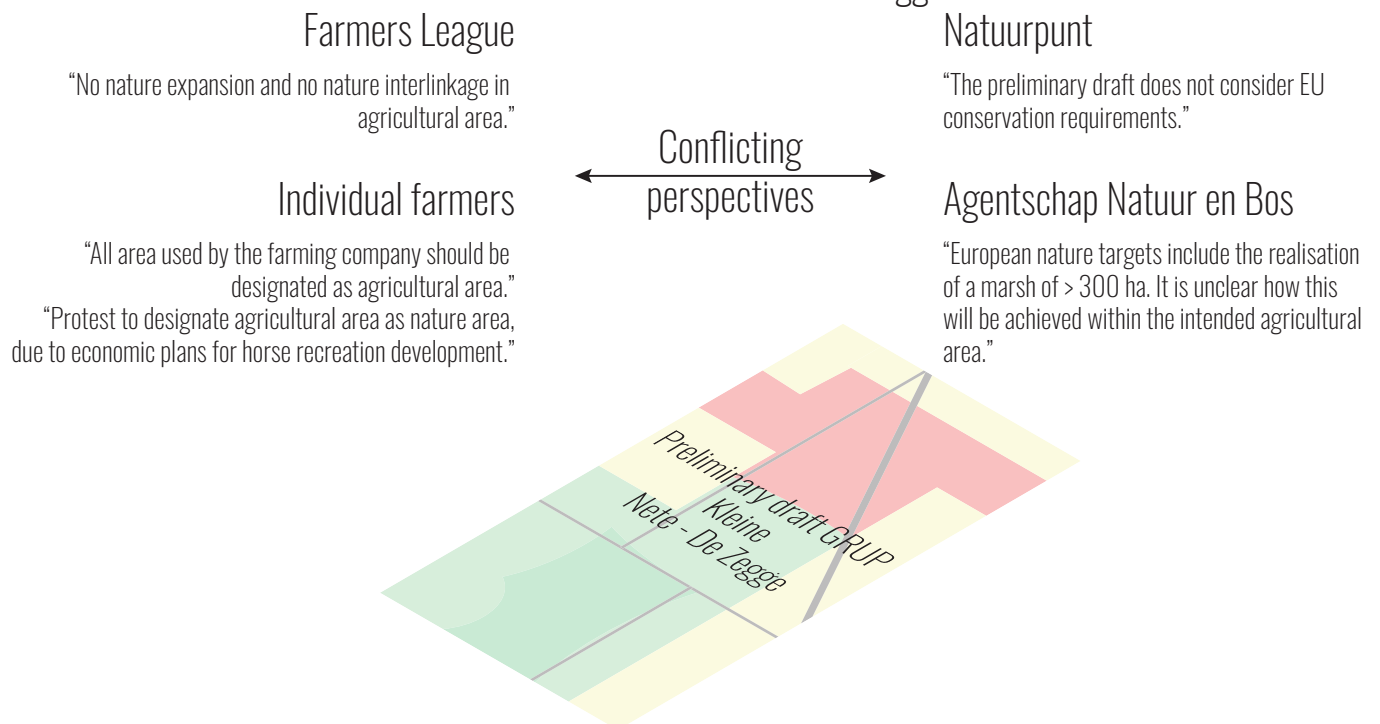 Farmers League
“No nature expansion and no nature interlinkage in
agricultural area.”
Individual farmers
“All area used by the farming company should be
designated as agricultural area.”
“Protest to designate agricultural area as nature area,
due to economic plans for horse recreation development.”
Conflicting
perspectives
Natuurpunt
“The preliminary draft does not consider EU
conservation requirements.”
Agentschap Natuur en Bos
“European nature targets include the realisation
of a marsh of > 300 ha. It is unclear how this
will be achieved within the intended agricultural
area.”
Preliminary draft GRUP
Kleine
Nete - De Zegge